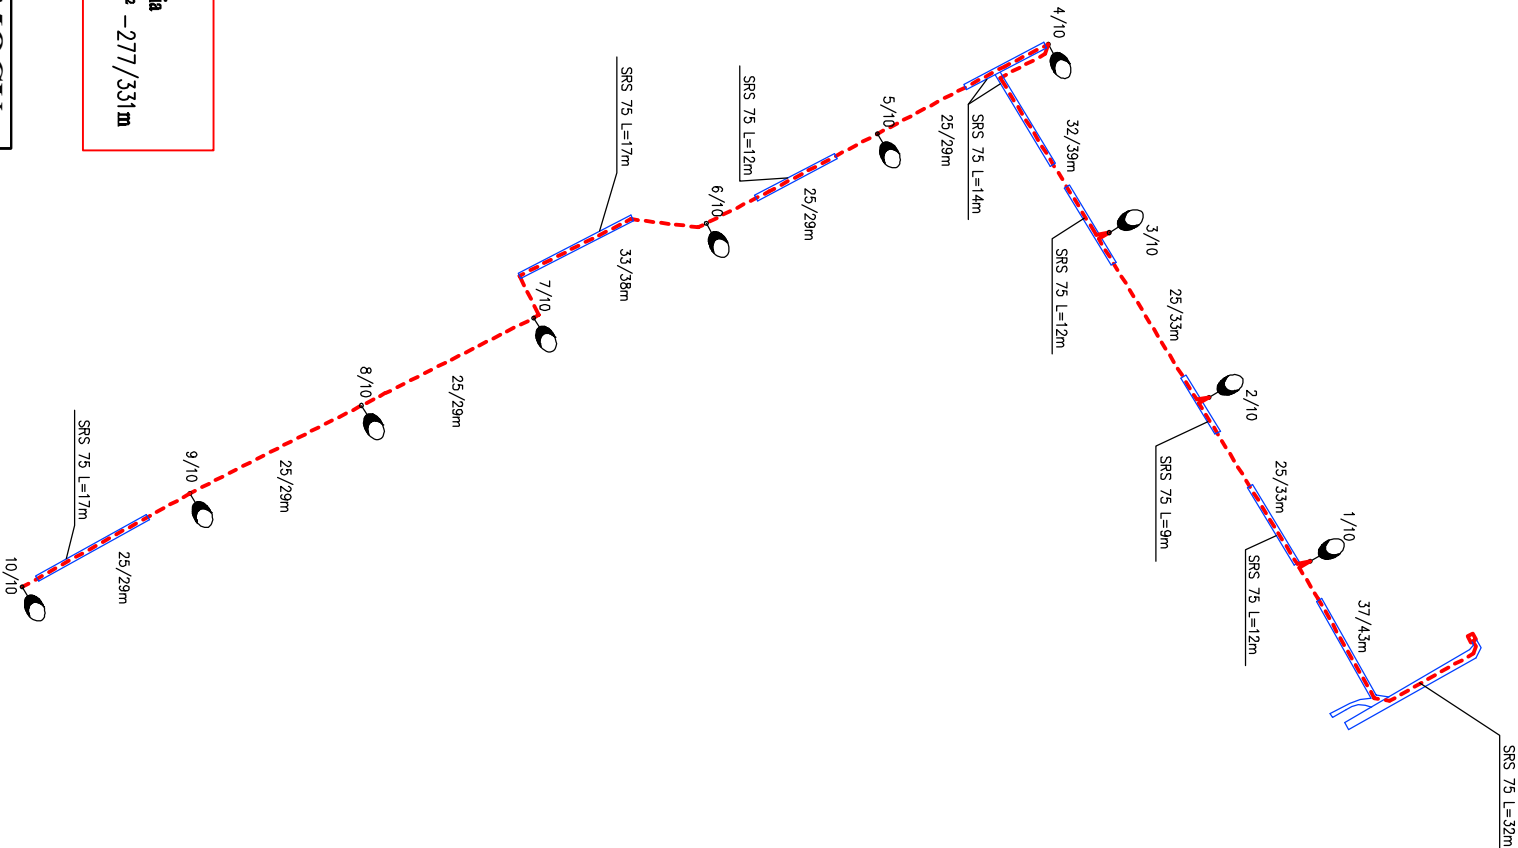 -277/331m
4/10
SRS 75 L=17m
SRS 75 L=12m
5/10
25/29m
SRS 75 L=14m
32/39m
6/10
25/29m
3/10
SRS 75 L=12m
33/38m
7/10
25/33m
8/10
25/29m
2/10
SRS 75 L=9m
SRS 75 L=17m
9/10
25/29m
25/33m
1/10
SRS 75 L=12m
10/10
25/29m
37/43m
SRS 75 L=32m